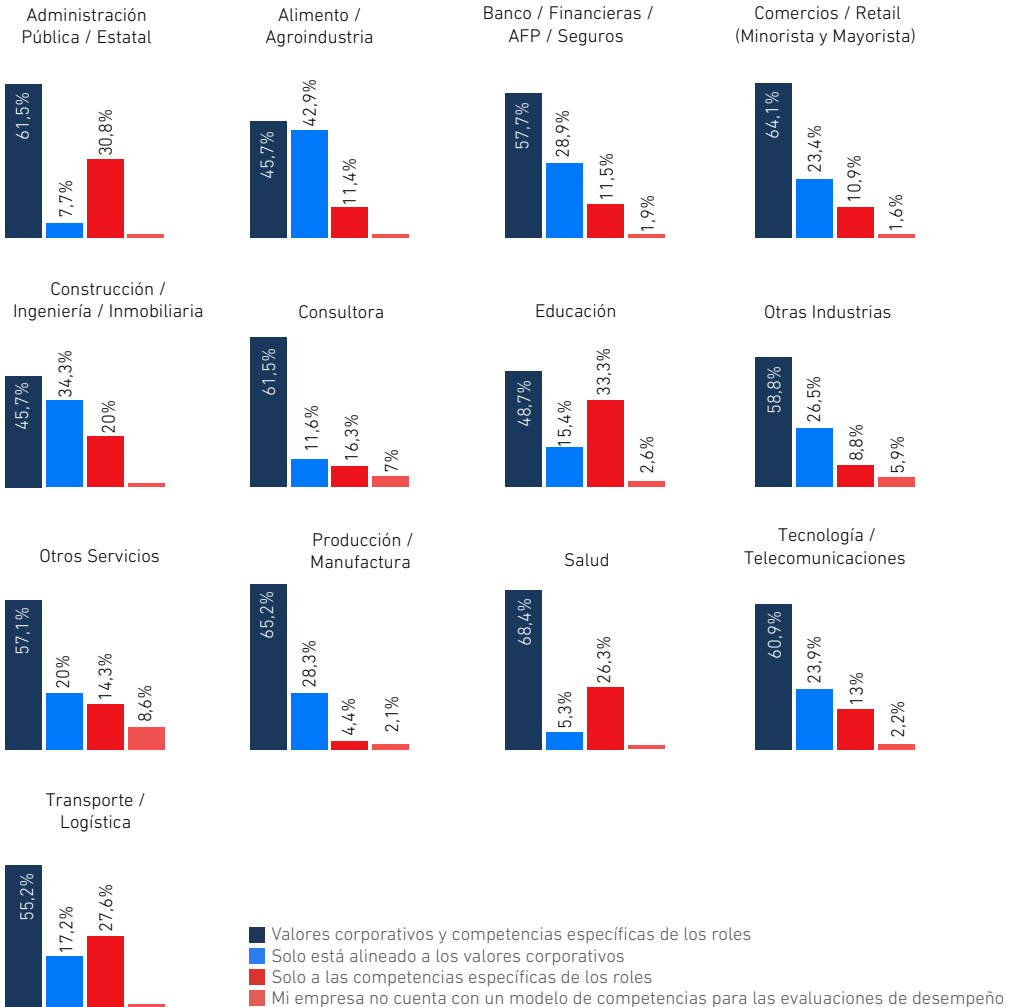 Administración
Pública / Estatal
61,5%
7,7%
30,8%
Alimento /
Agroindustria
45,7%
42,9%
11,4%
Banco / Financieras /
AFP / Seguros
57,7%
28,9%
11,5%
1,9%
Comercios / Retail
(Minorista y Mayorista)
64,1%
23,4%
10,9%
1,6%
Construcción /
Ingeniería / Inmobiliaria
45,7%
34,3%
20%
Consultora
61,5%
11,6%
16,3%
7%
Educación
48,7%
15,4%
33,3%
2,6%
Otras Industrias
58,8%
26,5%
8,8%
5,9%
Otros Servicios
57,1%
20%
14,3%
8,6%
Producción /
Manufactura
65,2%
28,3%
4,4%
2,1%
Salud
68,4%
5,3%
26,3%
Tecnología /
Telecomunicaciones
60,9%
23,9%
13%
2,2%
Transporte /
Logística
55,2%
17,2%
27,6%
Valores corporativos y competencias específicas de los roles
Solo está alineado a los valores corporativos
Solo a las competencias específicas de los roles
Mi empresa no cuenta con un modelo de competencias para las evaluaciones de desempeño